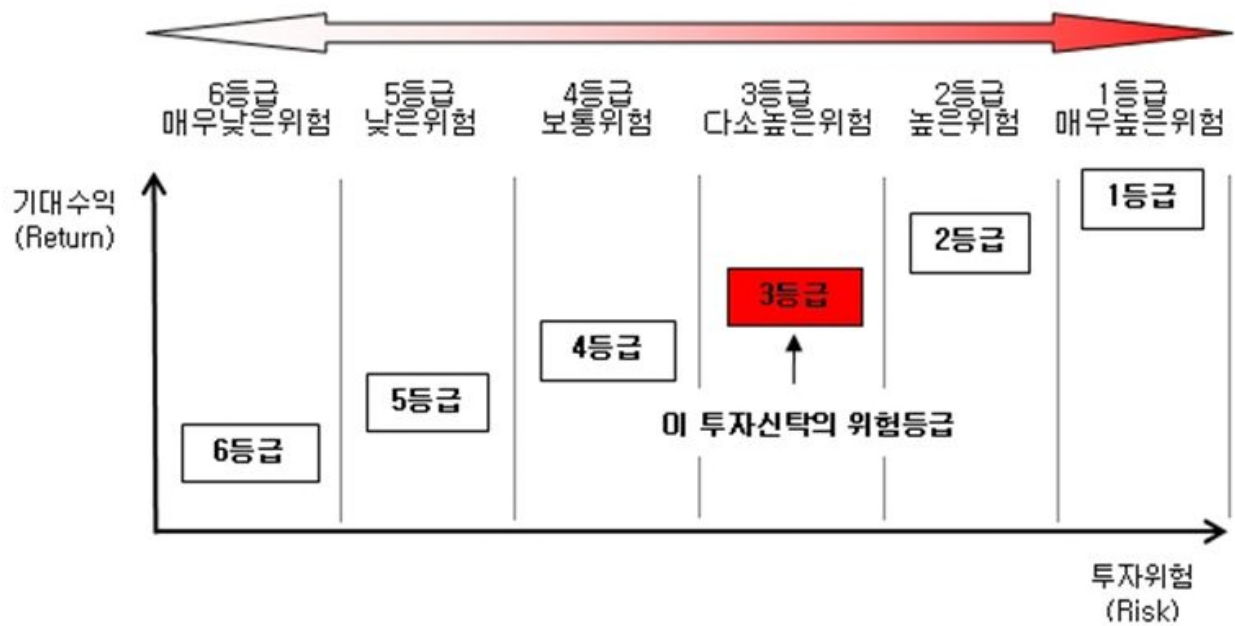 6등급 5등급 4등급 3등급 2등급 1등급
매우낮은위험 낮은위험 보통위험 다소높은위험 높은위험 매우높은위험
기대수익
(Return)
1등급
2등급
3등급
4등급
이 투자신탁의 위험등급
5등급
6등급
투자위험
(Risk)